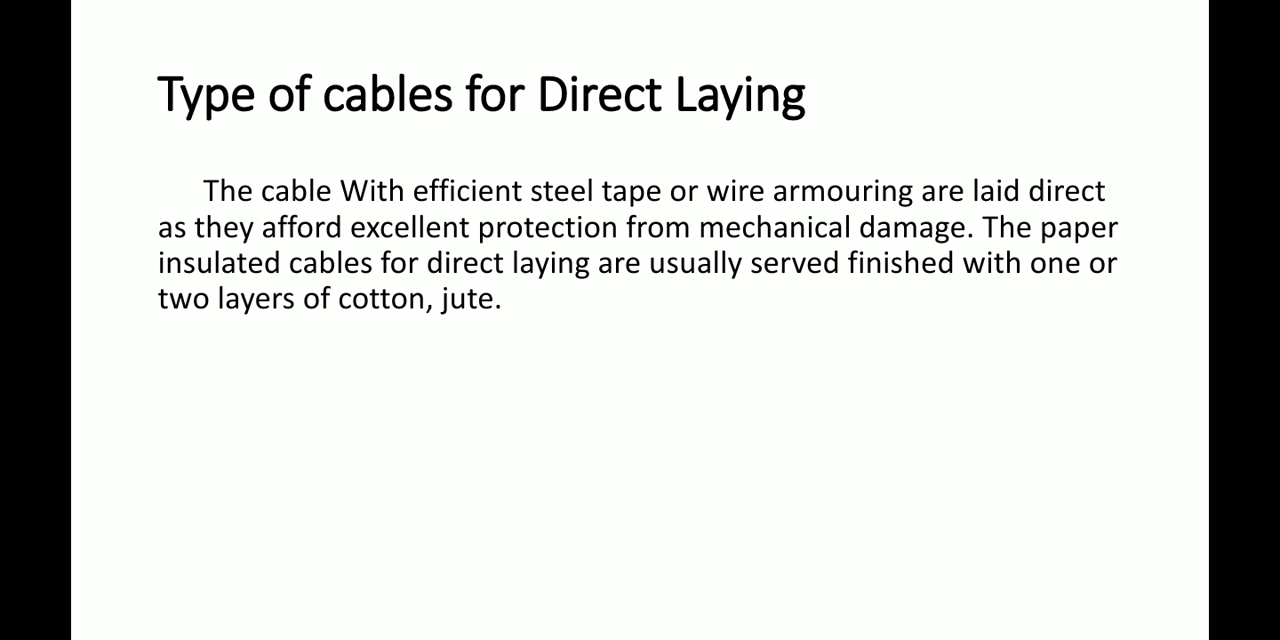 Type of cables for Direct Laying
The cable With efficient steel tape or wire armouring are laid direct
as they afford excellent protection from mechanical damage. The paper
insulated cables for direct laying are usually served finished with one or
two layers of cotton, jute.